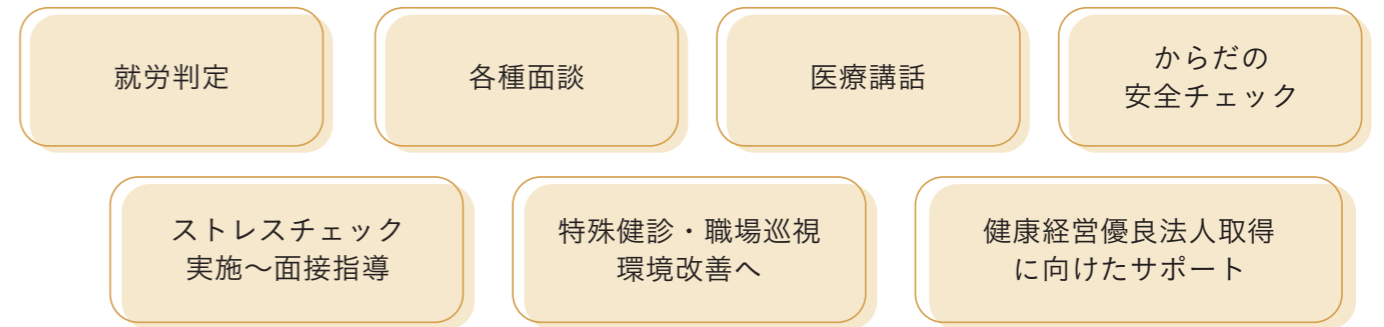 就労判定
各種面談
医療講話
からだの
安全チェック
ストレスチェック
実施～面接指導
特殊健診・職場巡視
環境改善へ
健康経営優良法人取得
に向けたサポート